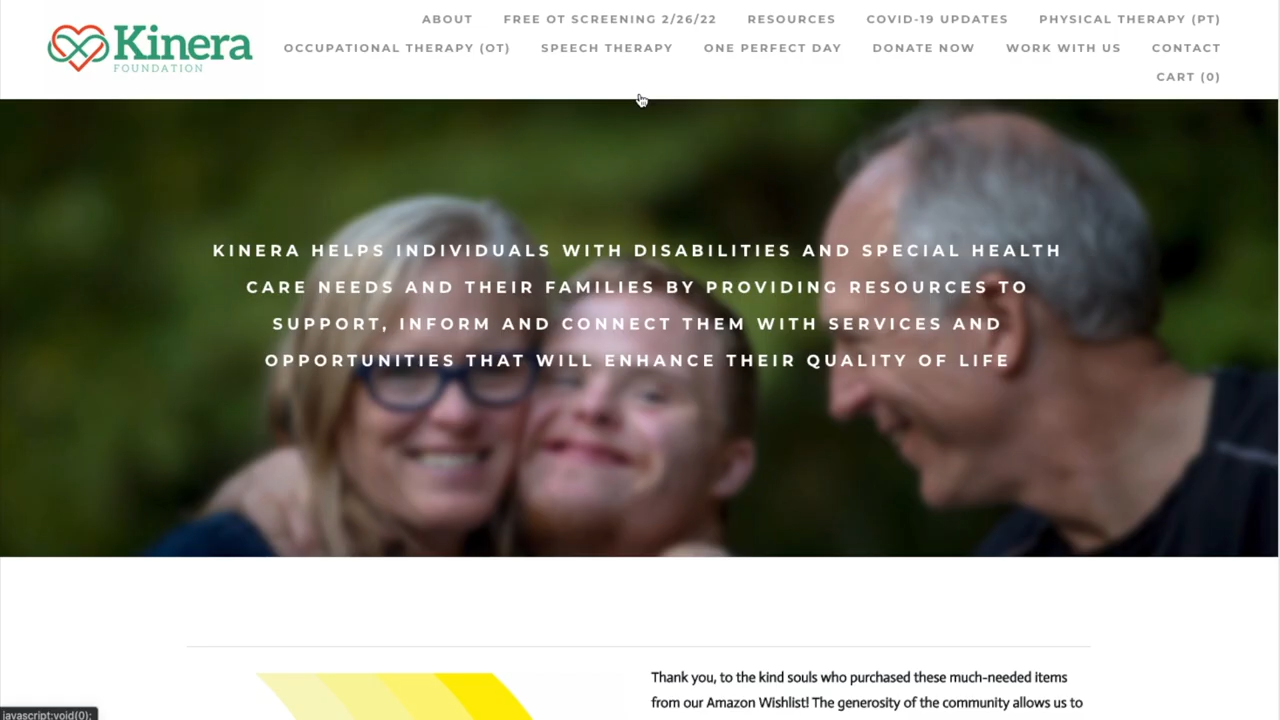 Kinera
FOUNDATION
ABOUT FREE OT SCREENING 2/26/22 RESOURCES COVID-19 UPDATES PHYSICAL THERAPY (PT)
OCCUPATIONAL THERAPY (OT) SPEECH THERAPY ONE PERFECT DAY DONATE NOW WORK WITH US CONTACT
CART (0)
KINERA HELPS INDIVIDUALS WITH DISABILITIES AND SPECIAL HEALTH
CARE NEEDS AND THEIR FAMILIES BY PROVIDING RESOURCES TO
SUPPORT, INFORM AND CONNECT THEM WITH SERVICES AND
OPPORTUNITIES THAT WILL ENHANCE THEIR QUALITY OF LIFE
Thank you, to the kind souls who purchased these much-needed items
from our Amazon Wishlist! The generosity of the community allows us to
javascript:void(0);